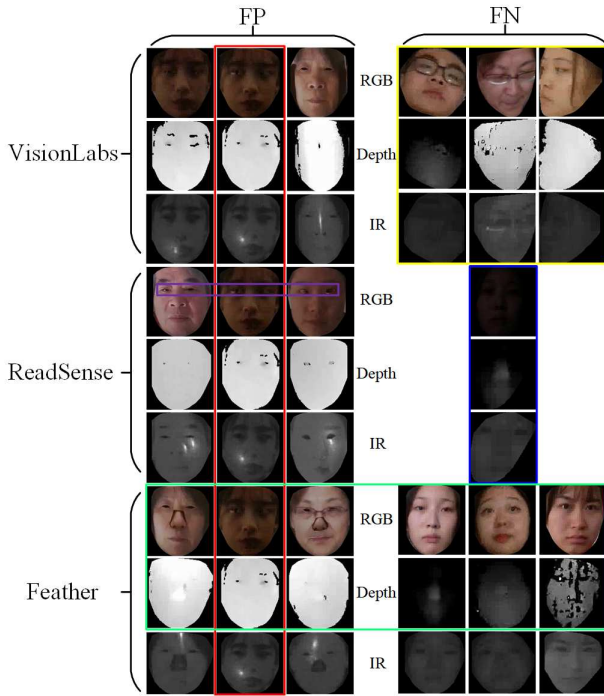 FP FN
RGB
VisionLabs Depth
IR
RGB
ReadSense Depth
IR
RGB
Feather Depth
IR